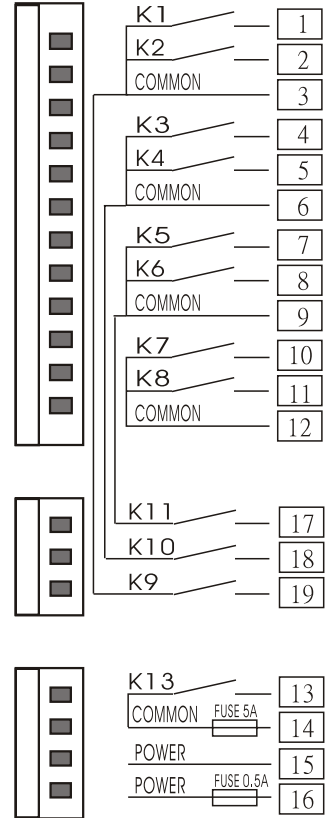 K1 1
K2 2
COMMON 3
K3 4
K4 5
COMMON 6
K5 7
K6 8
COMMON 9
K7 10
K8 11
COMMON 12
K11 17
K10 18
K9 19
K13 13
COMMON FUSE 5A 14
POWER 15
POWER FUSE 0.5A 16